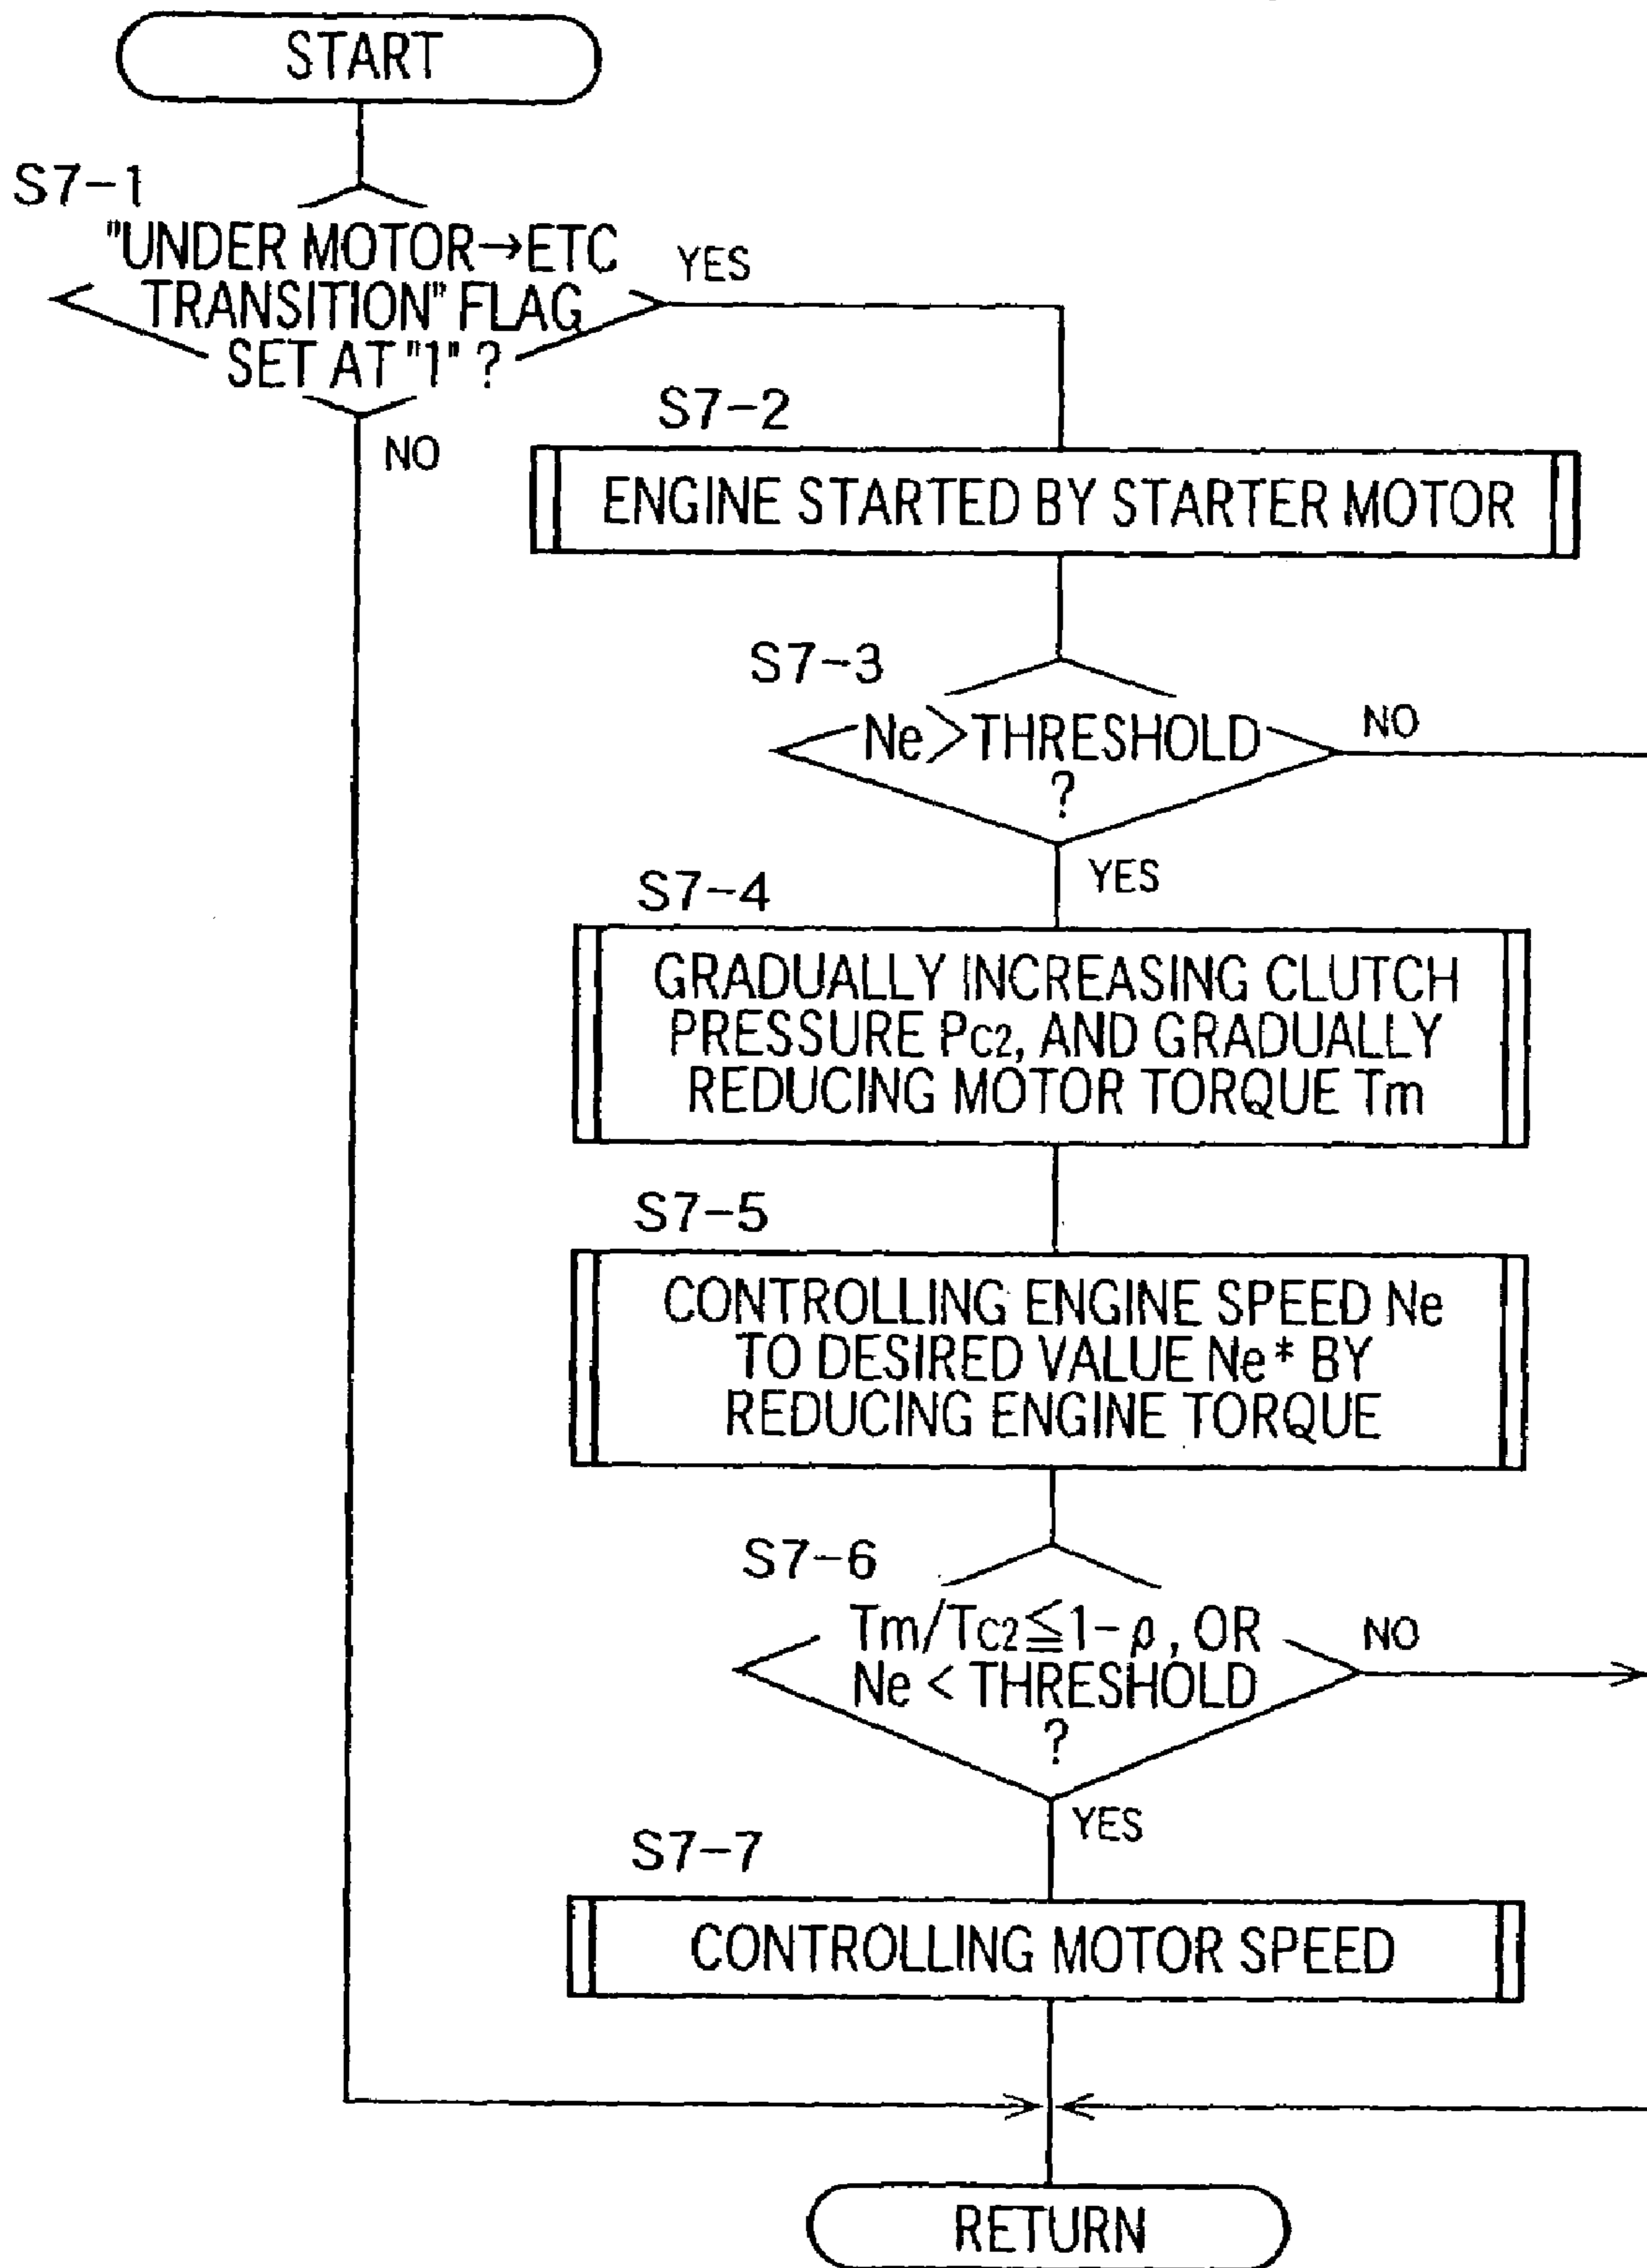 START
S7-1
"UNDER MOTOR→ETC
TRANSITION" FLAG
SET AT "1" ?
YES
NO
S7-2
ENGINE STARTED BY STARTER MOTOR
S7-3
Ne>THRESHOLD
?
NO
YES
S7-4
GRADUALLY INCREASING CLUTCH
PRESSURE PC2, AND GRADUALLY
REDUCING MOTOR TORQUE Tm
S7-5
CONTROLLING ENGINE SPEED Ne
TO DESIRED VALUE Ne* BY
REDUCING ENGINE TORQUE
S7-6
Tm/TC2≦1-ρ, OR
Ne < THRESHOLD
?
NO
YES
S7-7
CONTROLLING MOTOR SPEED
RETURN